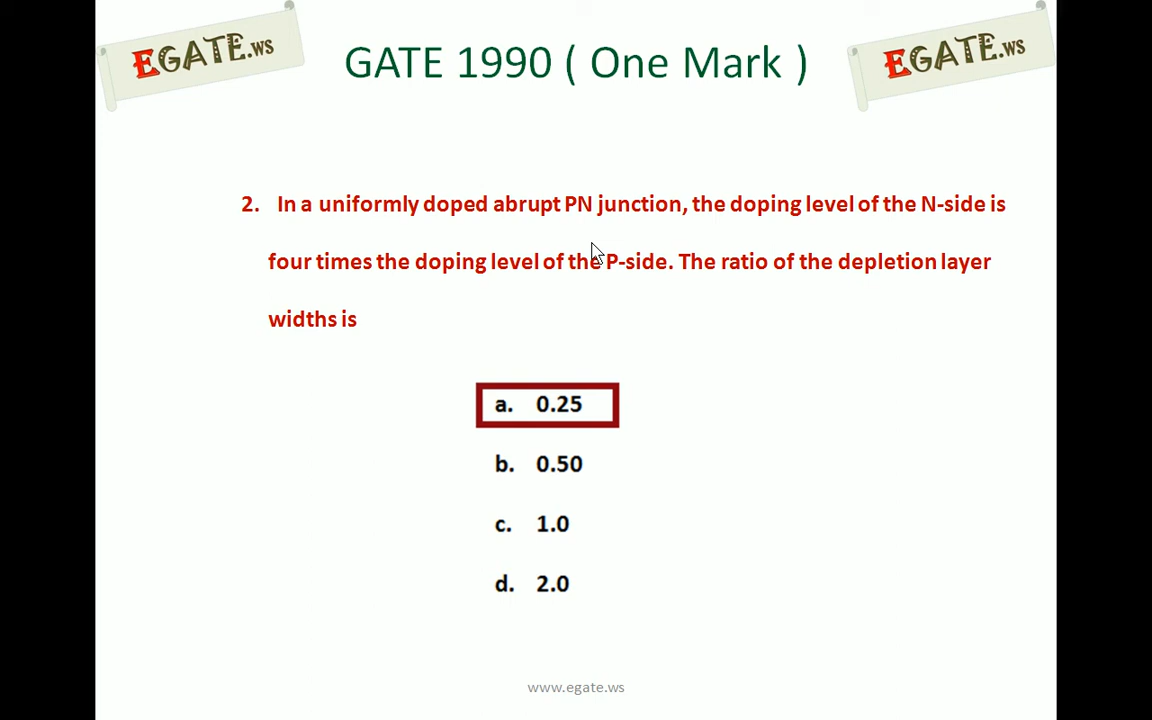 EGATE.ws
GATE 1990 ( One Mark )
EGATE.ws
2. In a uniformly doped abrupt PN junction, the doping level of the N-side is
four times the doping level of the P-side. The ratio of the depletion layer
widths is
a. 0.25
b. 0.50
c. 1.0
d. 2.0
www.egate.ws